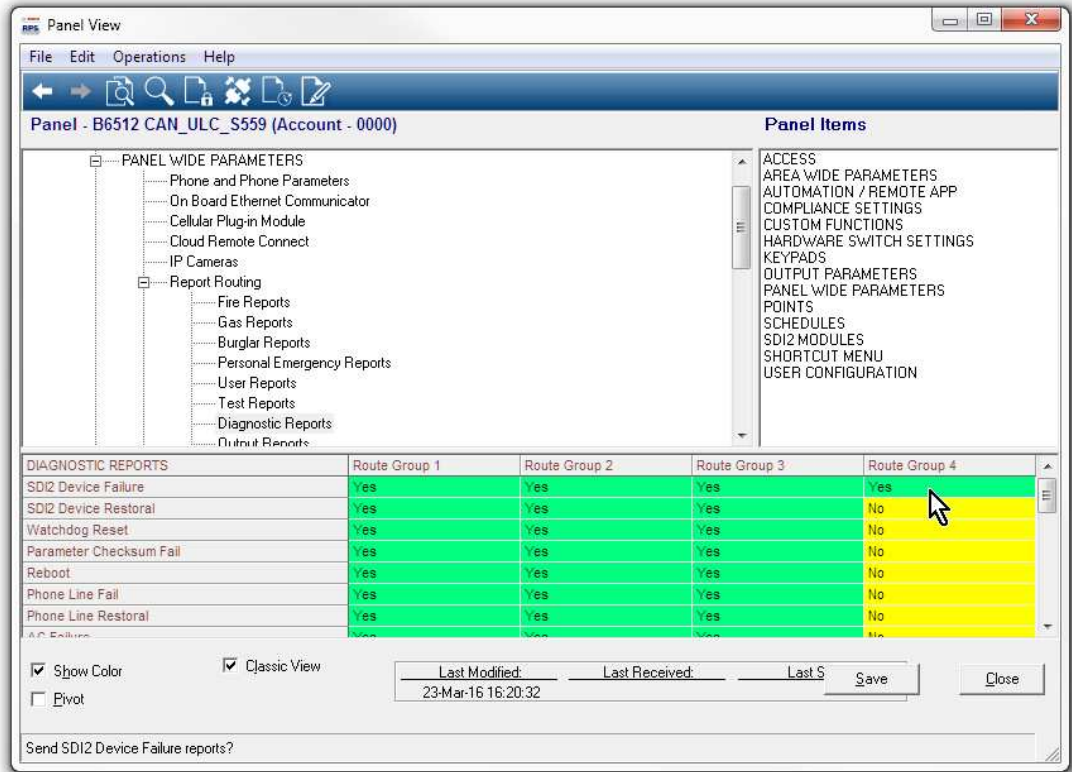 RPS Panel View
File Edit Operations Help
Panel - B6512 CAN_ULC_S559 (Account - 0000)
Panel Items
PANEL WIDE PARAMETERS
Phone and Phone Parameters
On Board Ethernet Communicator
Cellular Plug-in Module
Cloud Remote Connect
IP Cameras
Report Routing
Fire Reports
Gas Reports
Burglar Reports
Personal Emergency Reports
User Reports
Test Reports
Diagnostic Reports
Output Reports
ACCESS
AREA WIDE PARAMETERS
AUTOMATION / REMOTE APP
COMPLIANCE SETTINGS
CUSTOM FUNCTIONS
HARDWARE SWITCH SETTINGS
KEYPADS
OUTPUT PARAMETERS
PANEL WIDE PARAMETERS
POINTS
SCHEDULES
SDI2 MODULES
SHORTCUT MENU
USER CONFIGURATION
DIAGNOSTIC REPORTS Route Group 1 Route Group 2 Route Group 3 Route Group 4
SDI2 Device Failure Yes Yes Yes Yes
SDI2 Device Restoral Yes Yes Yes No
Watchdog Reset Yes Yes Yes No
Parameter Checksum Fail Yes Yes Yes No
Reboot Yes Yes Yes No
Phone Line Fail Yes Yes Yes No
Phone Line Restoral Yes Yes Yes No
AC Failure Yes Yes Yes No
Show Color Classic View Last Modified: Last Received: Last S Save Close
Pivot 23-Mar-16 16:20:32
Send SDI2 Device Failure reports?